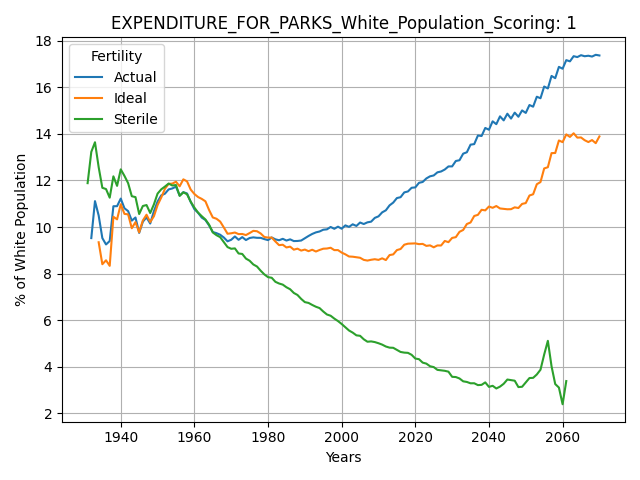 EXPENDITURE_FOR_PARKS_White_Population_Scoring: 1
Fertility
Actual
Ideal
Sterile
% of White Population
18
16
14
12
10
8
6
4
2
1940 1960 1980 2000 2020 2040 2060
Years